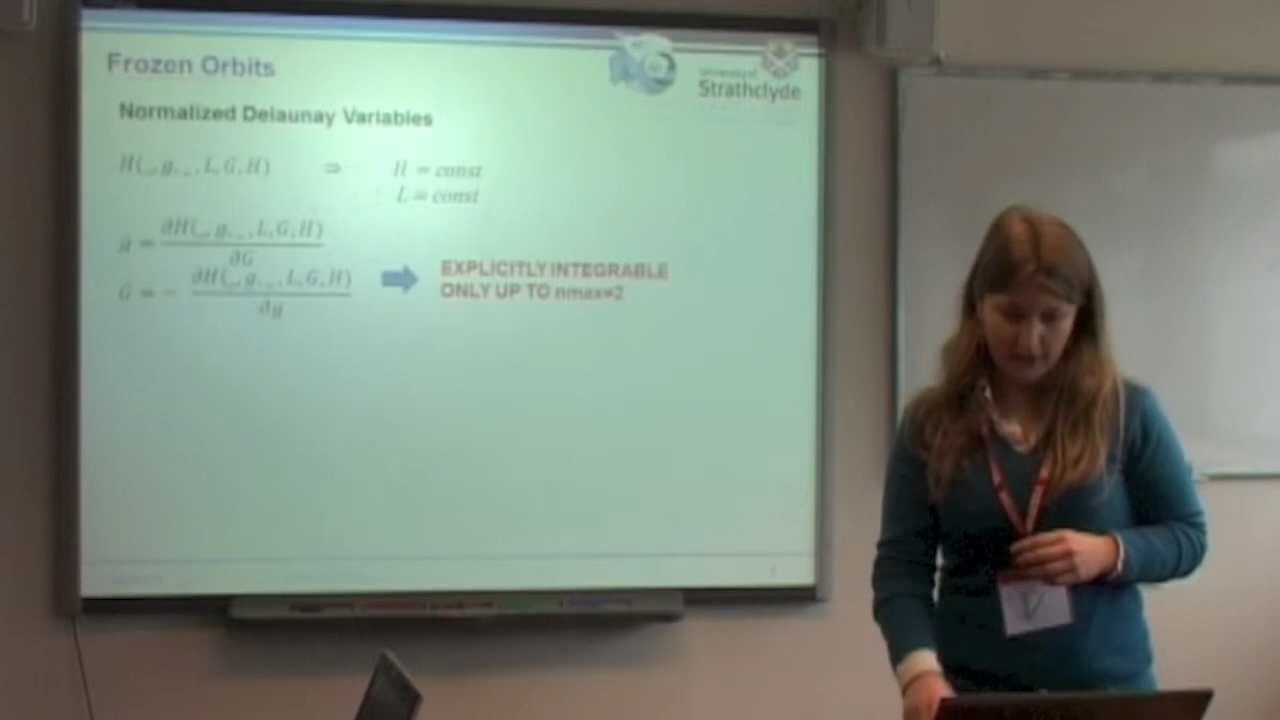 Frozen Orbits
University of
Strathclyde
Normalized Delaunay Variables
H(_,g,_,L,G,H) ⇒ H = const
L = const
ġ = ∂H(_,g,_,L,G,H) / ∂G
Ġ = − ∂H(_,g,_,L,G,H) / ∂g
EXPLICITLY INTEGRABLE
ONLY UP TO nmax=2